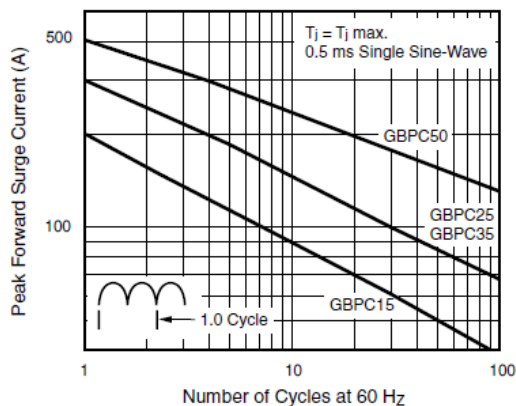 500
Tj = Tj max.
0.5 ms Single Sine-Wave
Peak Forward Surge Current (A)
GBPC50
GBPC25
GBPC35
100
GBPC15
1.0 Cycle
1
10
100
Number of Cycles at 60 Hz